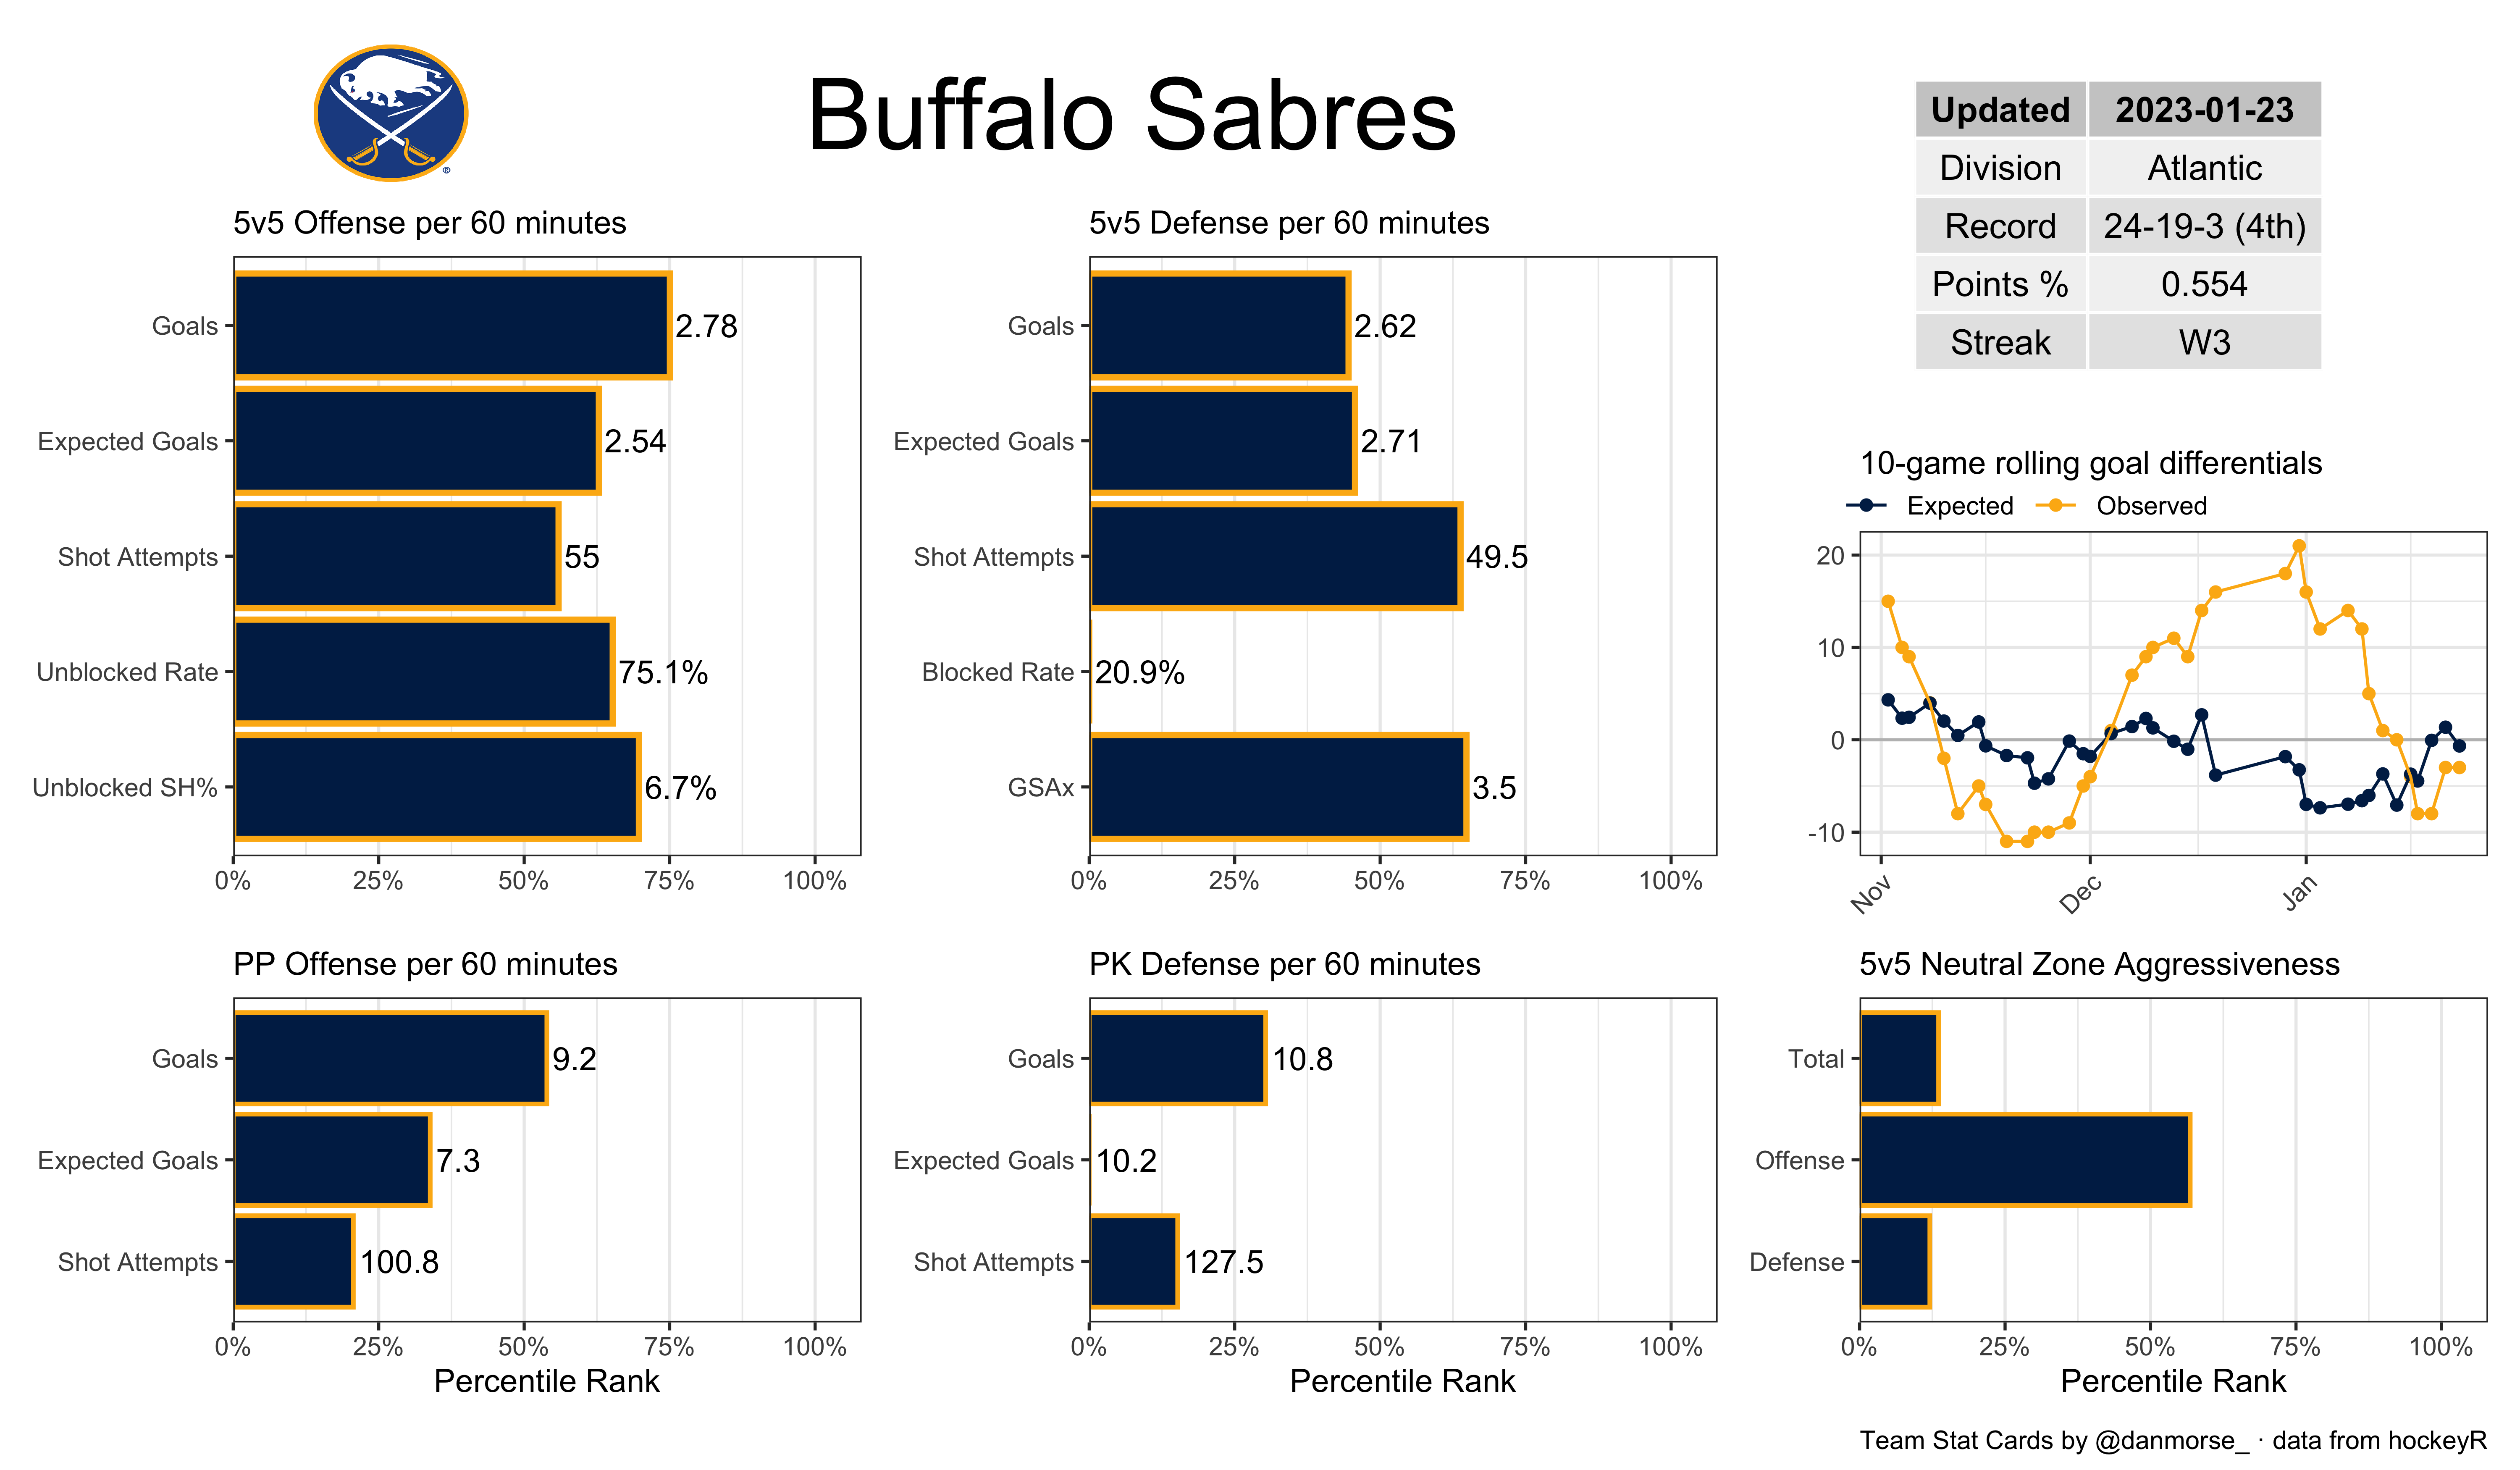 Buffalo Sabres
®
Updated 2023-01-23
Division Atlantic
Record 24-19-3 (4th)
Points % 0.554
Streak W3
5v5 Offense per 60 minutes
Goals 2.78
Expected Goals 2.54
Shot Attempts 55
Unblocked Rate 75.1%
Unblocked SH% 6.7%
0% 25% 50% 75% 100%
5v5 Defense per 60 minutes
Goals 2.62
Expected Goals 2.71
Shot Attempts 49.5
Blocked Rate 20.9%
GSAx 3.5
0% 25% 50% 75% 100%
10-game rolling goal differentials
Expected Observed
20
10
0
-10
Nov Dec Jan
PP Offense per 60 minutes
Goals 9.2
Expected Goals 7.3
Shot Attempts 100.8
0% 25% 50% 75% 100%
Percentile Rank
PK Defense per 60 minutes
Goals 10.8
Expected Goals 10.2
Shot Attempts 127.5
0% 25% 50% 75% 100%
Percentile Rank
5v5 Neutral Zone Aggressiveness
Total
Offense
Defense
0% 25% 50% 75% 100%
Percentile Rank
Team Stat Cards by @danmorse_ · data from hockeyR